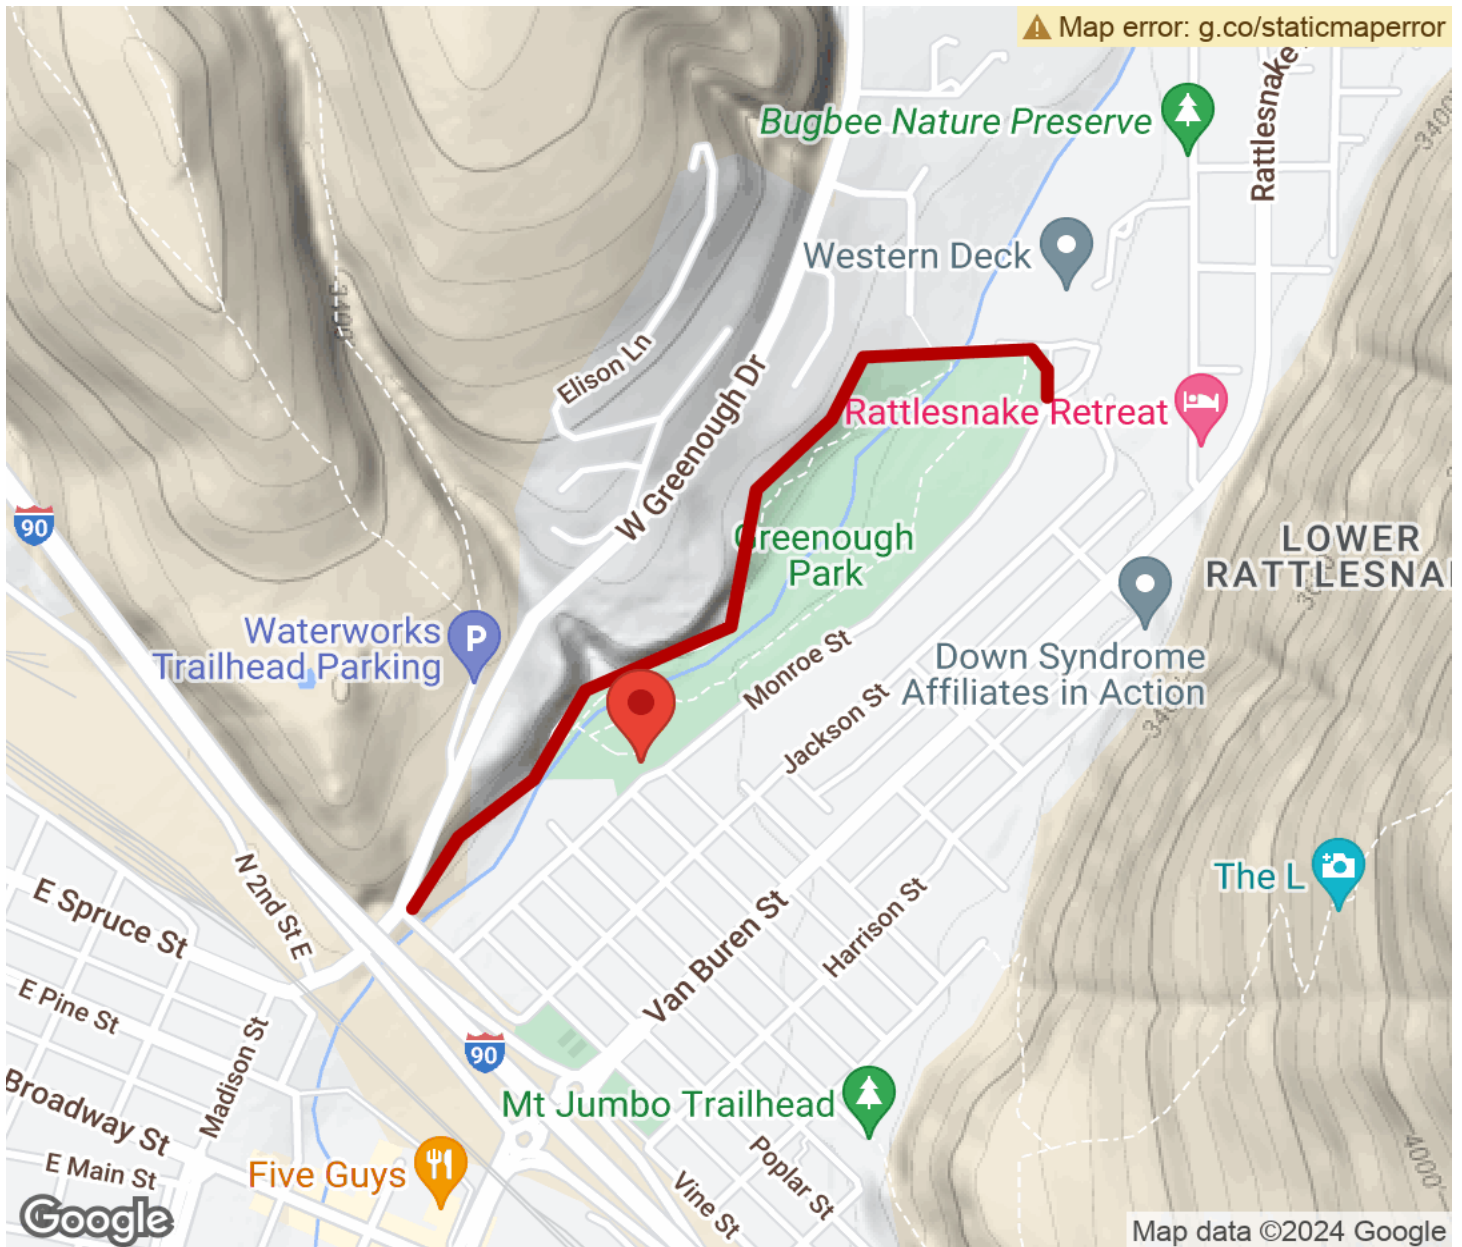 Map error: g.co/staticmaperror
Rattlesnake
Bugbee Nature Preserve
3400'
Western Deck
3400
Elison Ln
W Greenough Dr
Rattlesnake Retreat
90
Greenough
Park
LOWER
RATTLESNA
Waterworks
Trailhead Parking
P
Monroe St
Down Syndrome
Affiliates in Action
Jackson St
The L
N 2nd St E
E Spruce St
Harrison St
Van Buren St
E Pine St
Madison St
90
Broadway St
Mt Jumbo Trailhead
Poplar St
4000'
E Main St
Five Guys
Vine St
Google
Map data ©2024 Google